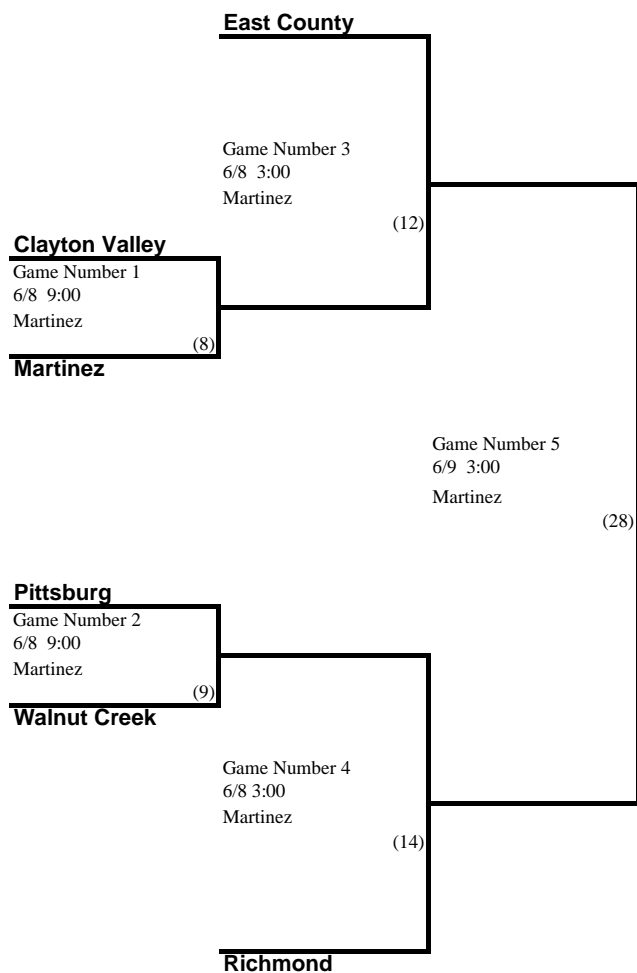 East County
Game Number 3
6/8  3:00
Martinez
(12)
Clayton Valley
Game Number 1
6/8  9:00
Martinez
(8)
Martinez
Game Number 5
6/9  3:00
Martinez
(28)
Pittsburg
Game Number 2
6/8  9:00
Martinez
(9)
Walnut Creek
Game Number 4
6/8 3:00
Martinez
(14)
Richmond